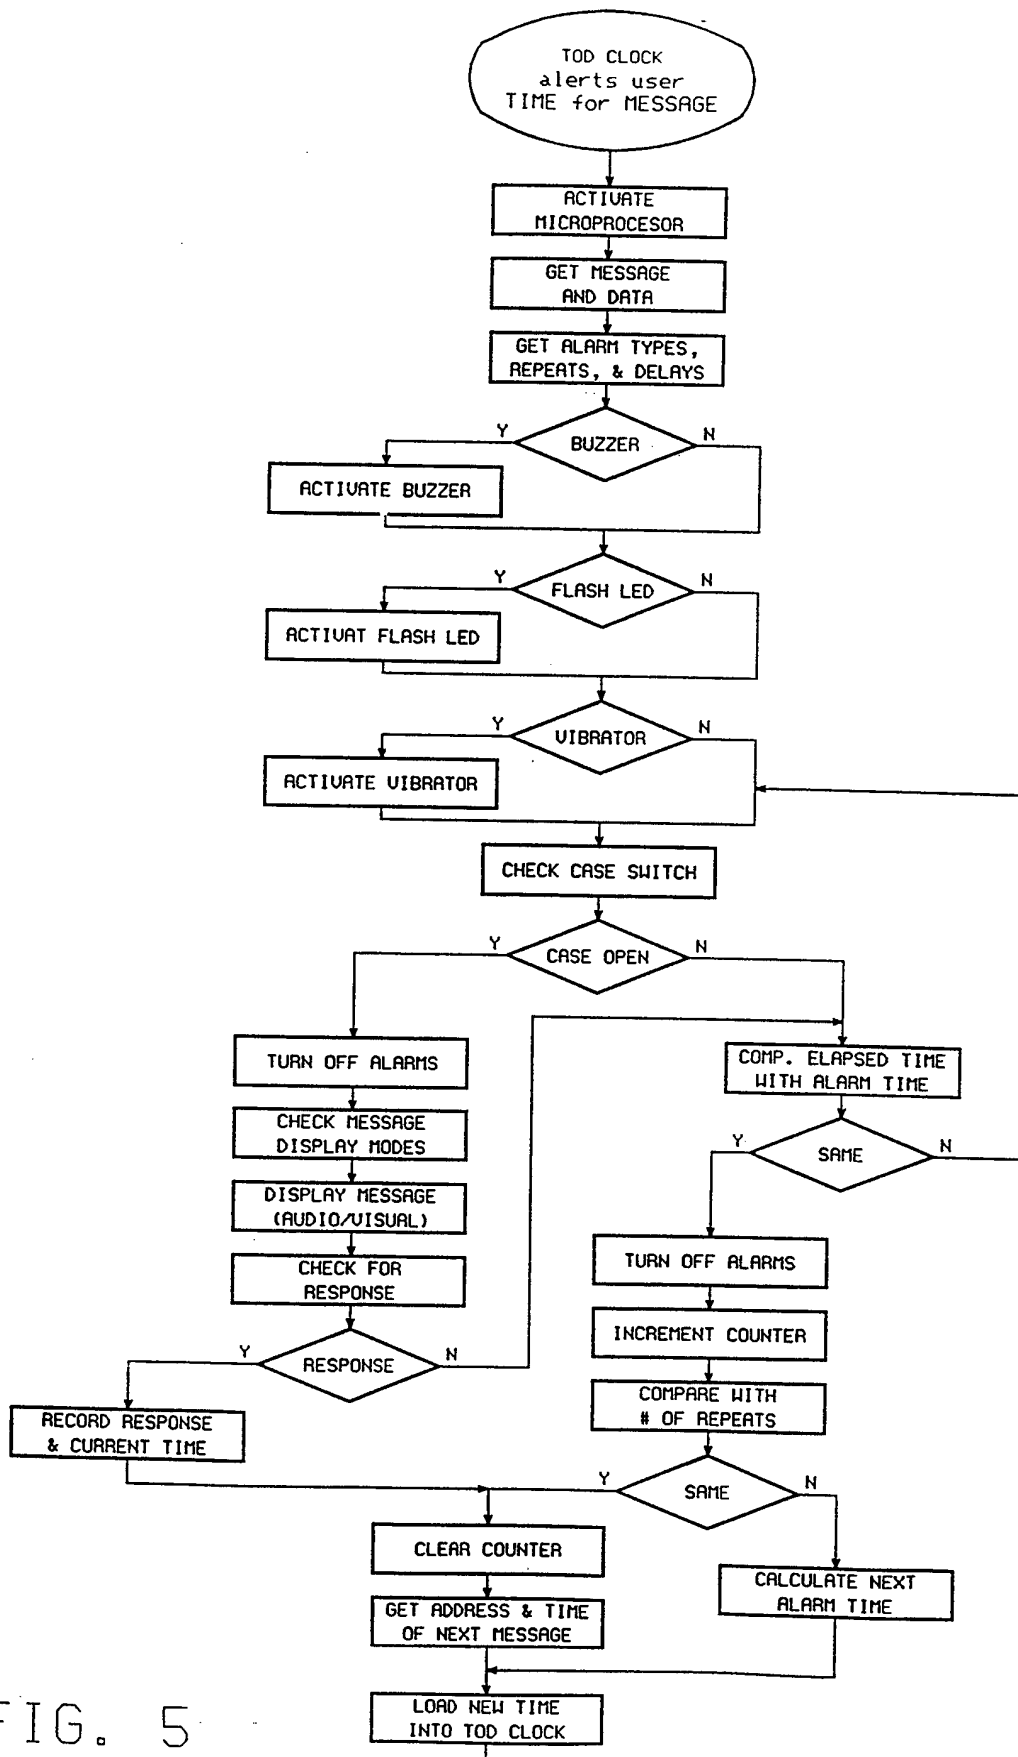 TOD CLOCK
alerts user
TIME for MESSAGE
ACTIVATE
MICROPROCESOR
GET MESSAGE
AND DATA
GET ALARM TYPES,
REPEATS, & DELAYS
Y
BUZZER
N
ACTIVATE BUZZER
Y
FLASH LED
N
ACTIVAT FLASH LED
Y
VIBRATOR
N
ACTIVATE VIBRATOR
CHECK CASE SWITCH
Y
CASE OPEN
N
TURN OFF ALARMS
COMP. ELAPSED TIME
WITH ALARM TIME
CHECK MESSAGE
DISPLAY MODES
Y
SAME
N
DISPLAY MESSAGE
(AUDIO/VISUAL)
TURN OFF ALARMS
CHECK FOR
RESPONSE
INCREMENT COUNTER
Y
RESPONSE
N
COMPARE WITH
# OF REPEATS
RECORD RESPONSE
& CURRENT TIME
Y
SAME
N
CLEAR COUNTER
CALCULATE NEXT
ALARM TIME
GET ADDRESS & TIME
OF NEXT MESSAGE
LOAD NEW TIME
INTO TOD CLOCK
FIG. 5